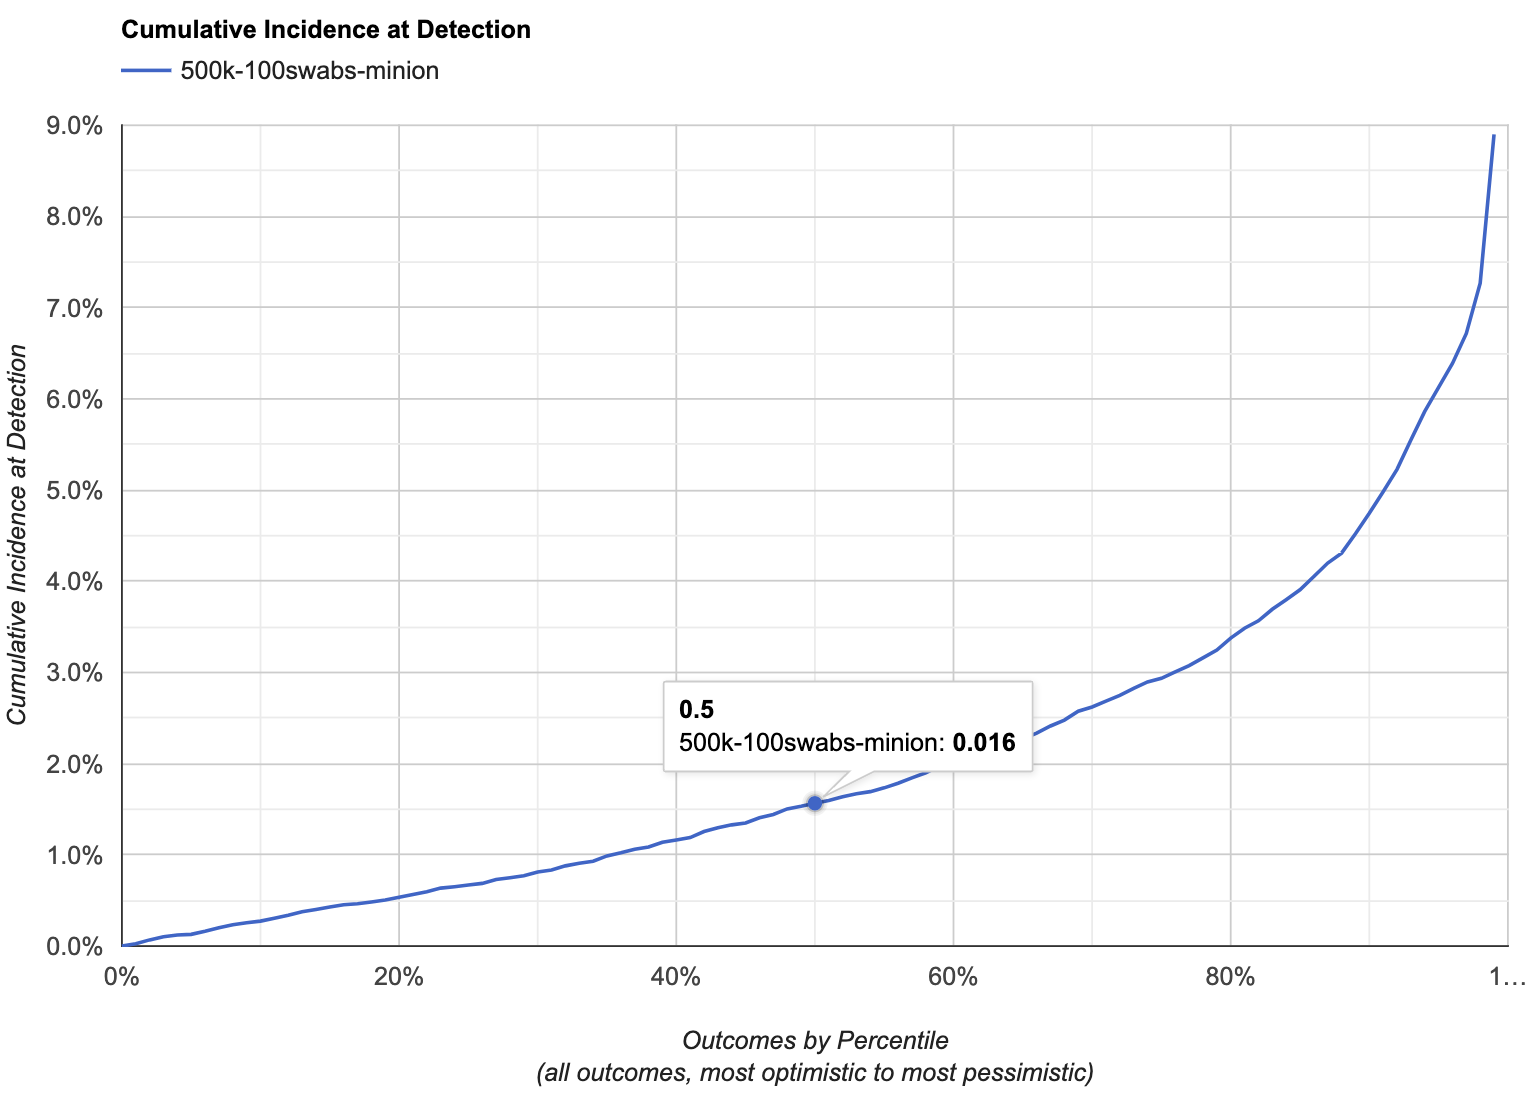 Cumulative Incidence at Detection
500k-100swabs-minion
9.0%
8.0%
7.0%
6.0%
5.0%
4.0%
3.0%
2.0%
1.0%
0.0%
Cumulative Incidence at Detection
0.5
500k-100swabs-minion: 0.016
0%
20%
40%
60%
80%
1...
Outcomes by Percentile
(all outcomes, most optimistic to most pessimistic)